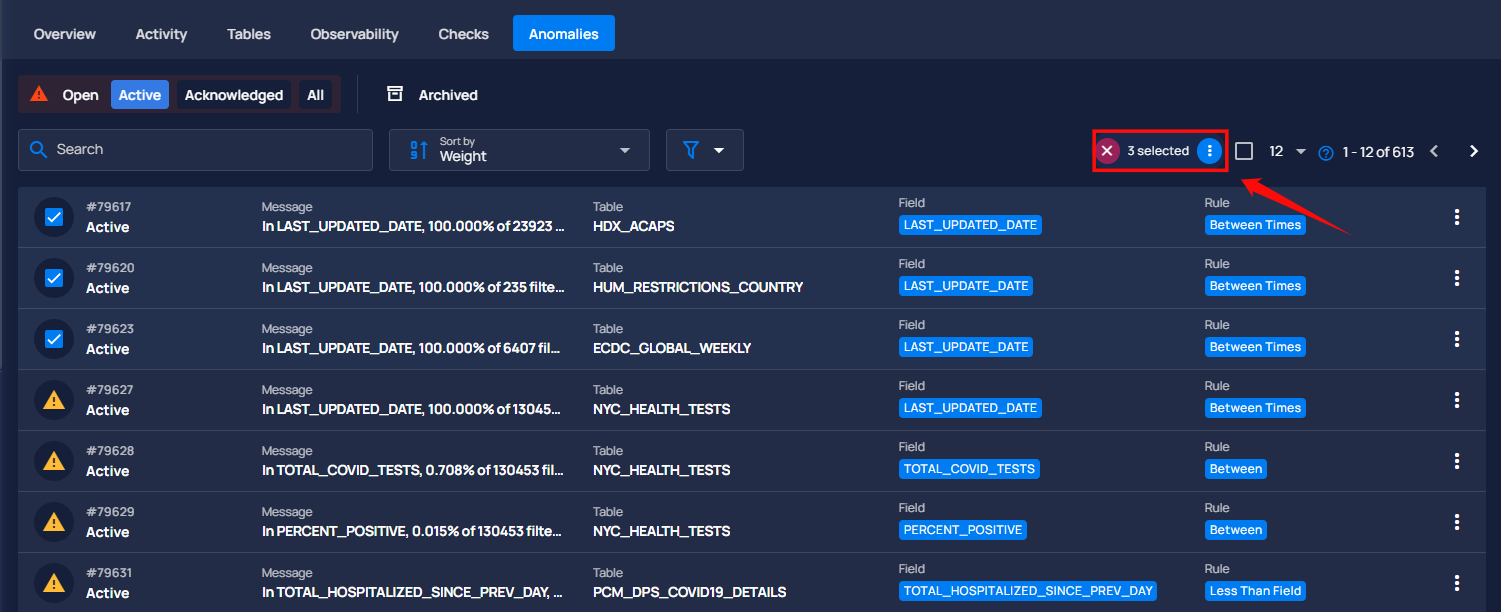 Overview Activity Tables Observability Checks Anomalies
Open Active Acknowledged All Archived
Search
Sort by
Weight
3 selected 12 ? 1 - 12 of 613
#79617 Message Table Field Rule
Active In LAST_UPDATED_DATE, 100.000% of 23923 ... HDX_ACAPS LAST_UPDATED_DATE Between Times
#79620 Message Table Field Rule
Active In LAST_UPDATE_DATE, 100.000% of 235 filte... HUM_RESTRICTIONS_COUNTRY LAST_UPDATE_DATE Between Times
#79623 Message Table Field Rule
Active In LAST_UPDATE_DATE, 100.000% of 6407 fil... ECDC_GLOBAL_WEEKLY LAST_UPDATE_DATE Between Times
#79627 Message Table Field Rule
Active In LAST_UPDATED_DATE, 100.000% of 13045... NYC_HEALTH_TESTS LAST_UPDATED_DATE Between Times
#79628 Message Table Field Rule
Active In TOTAL_COVID_TESTS, 0.708% of 130453 fil... NYC_HEALTH_TESTS TOTAL_COVID_TESTS Between
#79629 Message Table Field Rule
Active In PERCENT_POSITIVE, 0.015% of 130453 filte... NYC_HEALTH_TESTS PERCENT_POSITIVE Between
#79631 Message Table Field Rule
Active In TOTAL_HOSPITALIZED_SINCE_PREV_DAY, ... PCM_DPS_COVID19_DETAILS TOTAL_HOSPITALIZED_SINCE_PREV_DAY Less Than Field